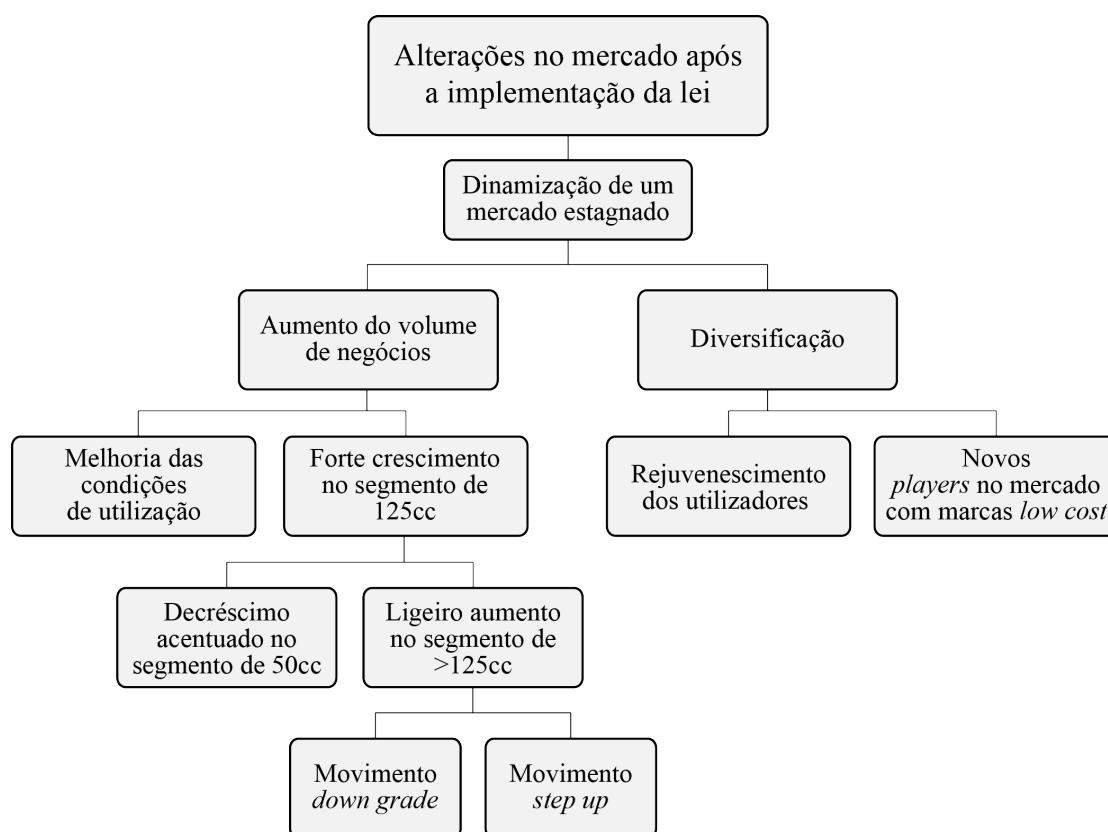 Alterações no mercado após
a implementação da lei
Dinamização de um
mercado estagnado
Aumento do volume
de negócios
Diversificação
Melhoria das
condições
de utilização
Forte crescimento
no segmento de
125cc
Rejuvenescimento
dos utilizadores
Novos
players no mercado
com marcas low cost
Decréscimo
acentuado no
segmento de 50cc
Ligeiro aumento
no segmento de
>125cc
Movimento
down grade
Movimento
step up